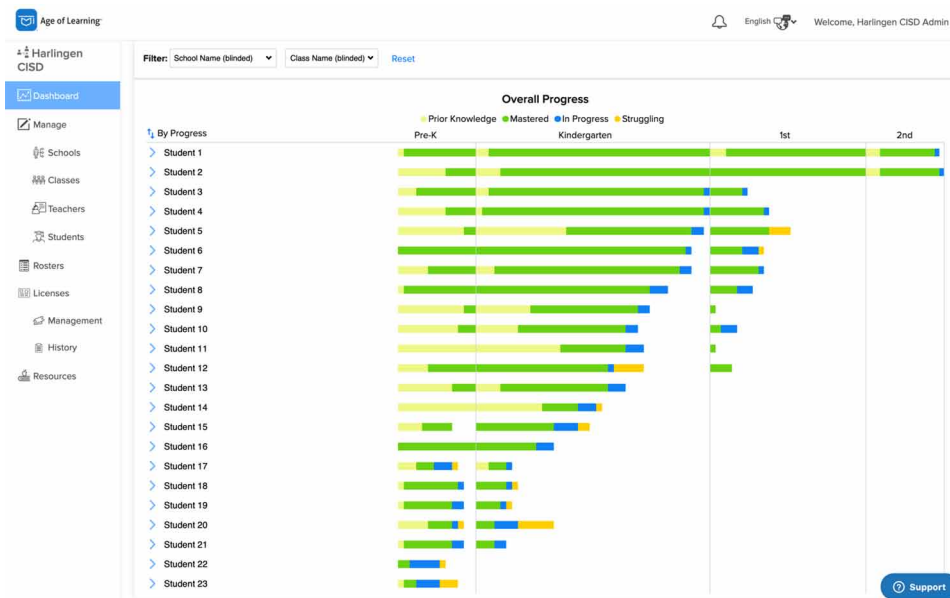 Age of Learning
English
Welcome, Harlingen CISD Admin
Harlingen
CISD
Dashboard
Manage
Schools
Classes
Teachers
Students
Rosters
Licenses
Management
History
Resources
Filter: School Name (blinded) Class Name (blinded) Reset
Overall Progress
Prior Knowledge Mastered In Progress Struggling
By Progress Pre-K Kindergarten 1st 2nd
Student 1
Student 2
Student 3
Student 4
Student 5
Student 6
Student 7
Student 8
Student 9
Student 10
Student 11
Student 12
Student 13
Student 14
Student 15
Student 16
Student 17
Student 18
Student 19
Student 20
Student 21
Student 22
Student 23
Support